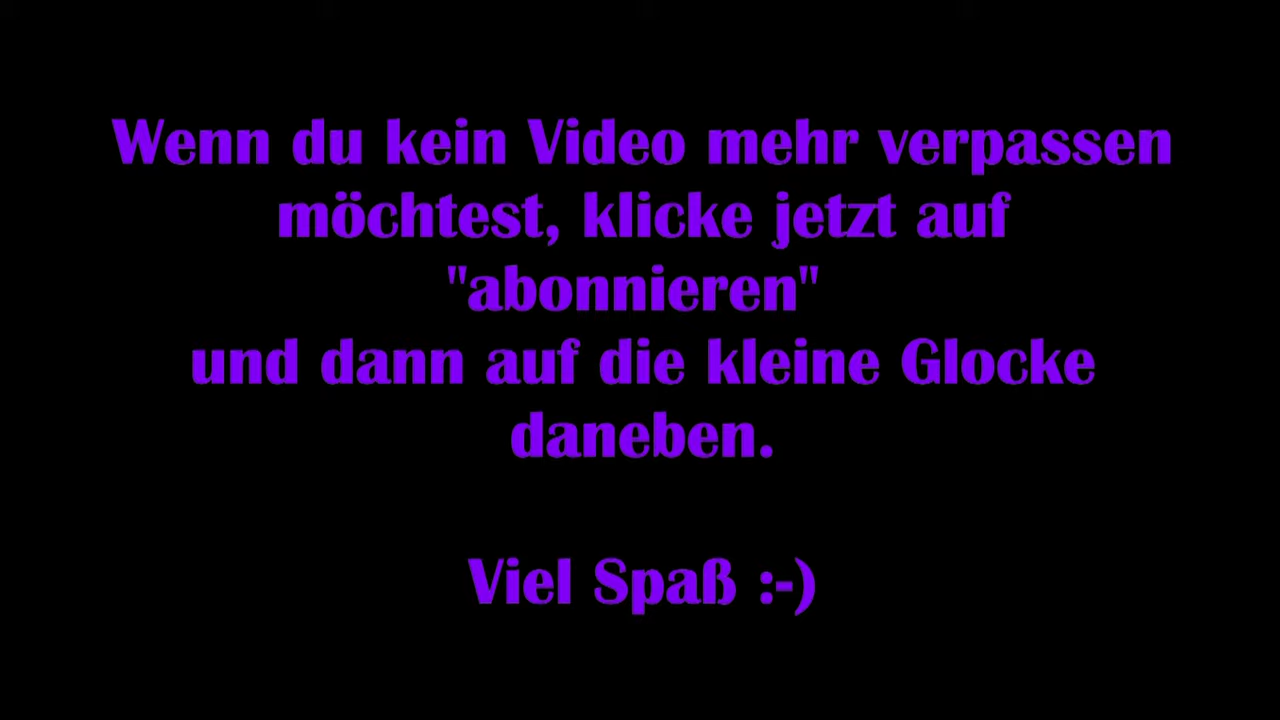 Wenn du kein Video mehr verpassen
möchtest, klicke jetzt auf
"abonnieren"
und dann auf die kleine Glocke
daneben.
Viel Spaß :-)